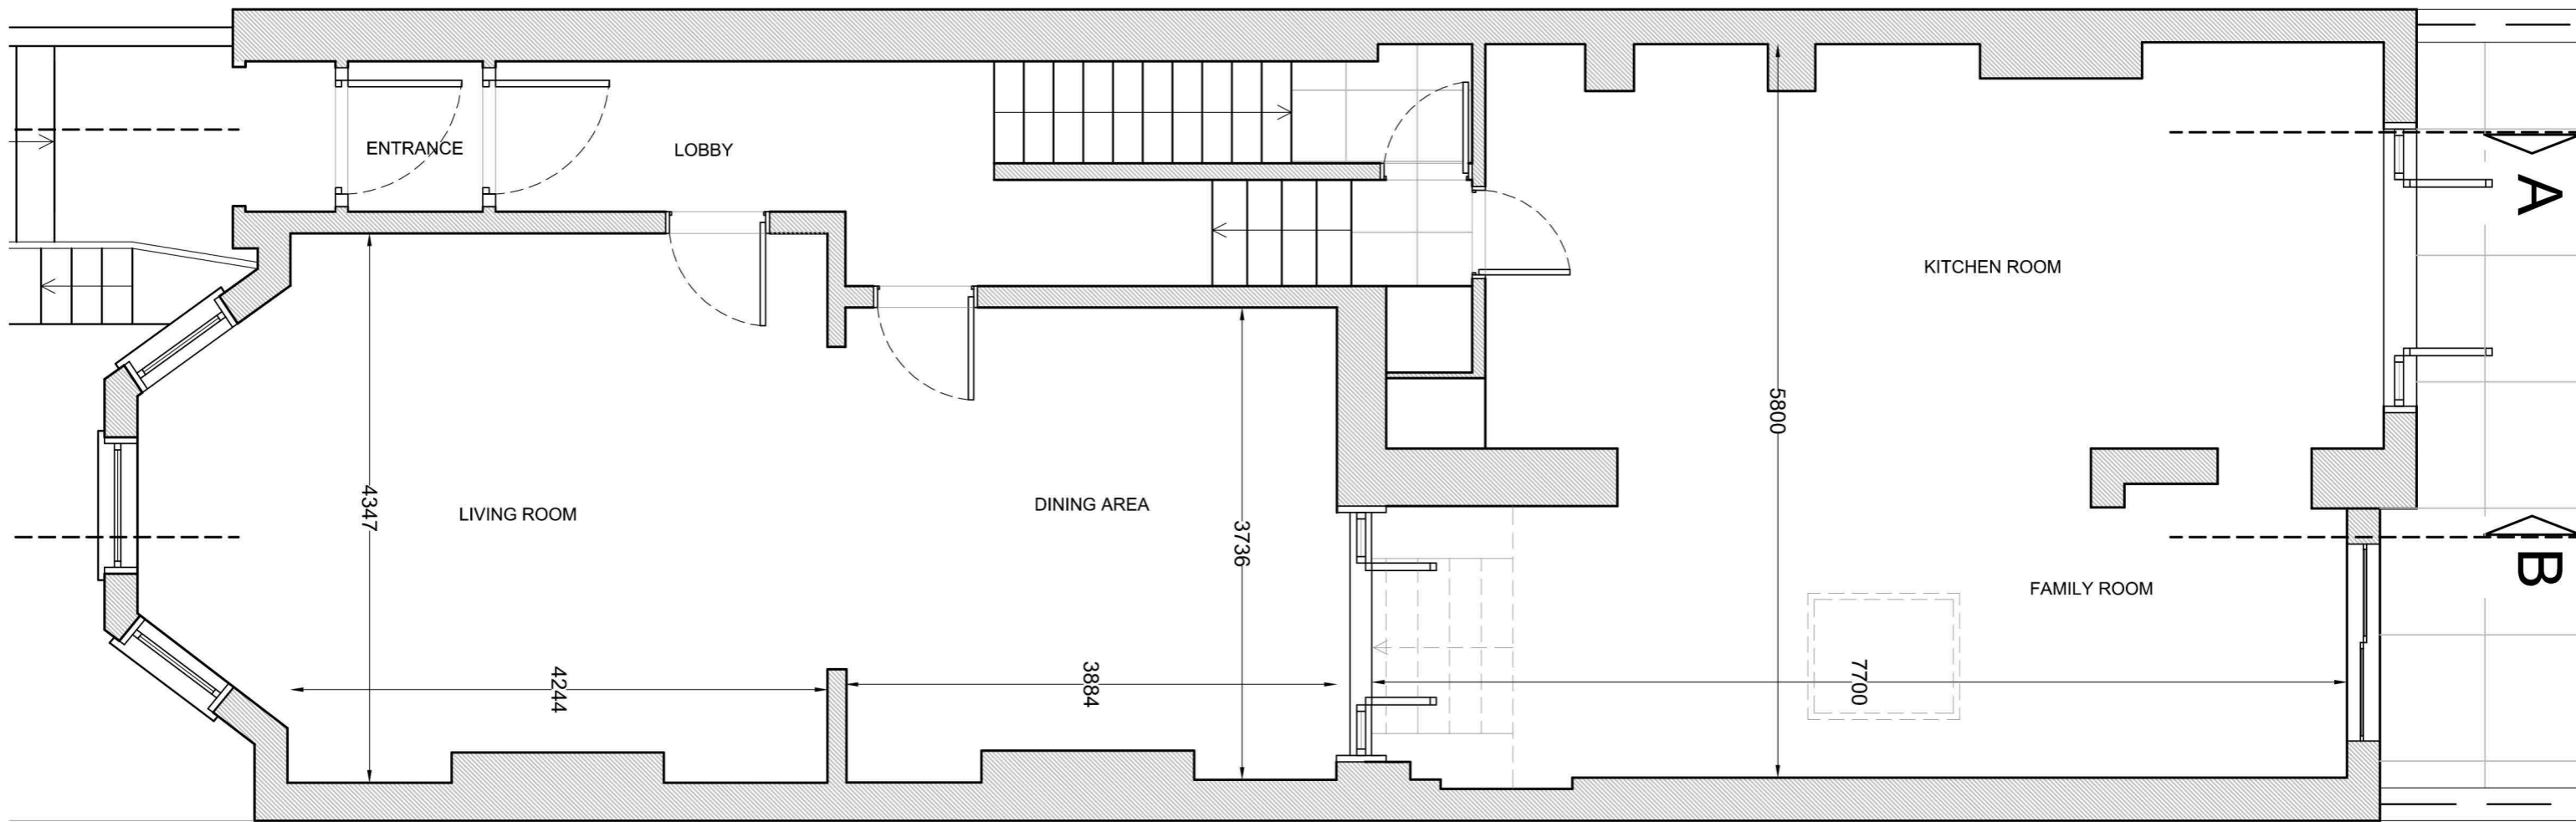 ENTRANCE
LOBBY
A
KITCHEN ROOM
5800
4347
LIVING ROOM
DINING AREA
3736
B
FAMILY ROOM
4244
3884
7700